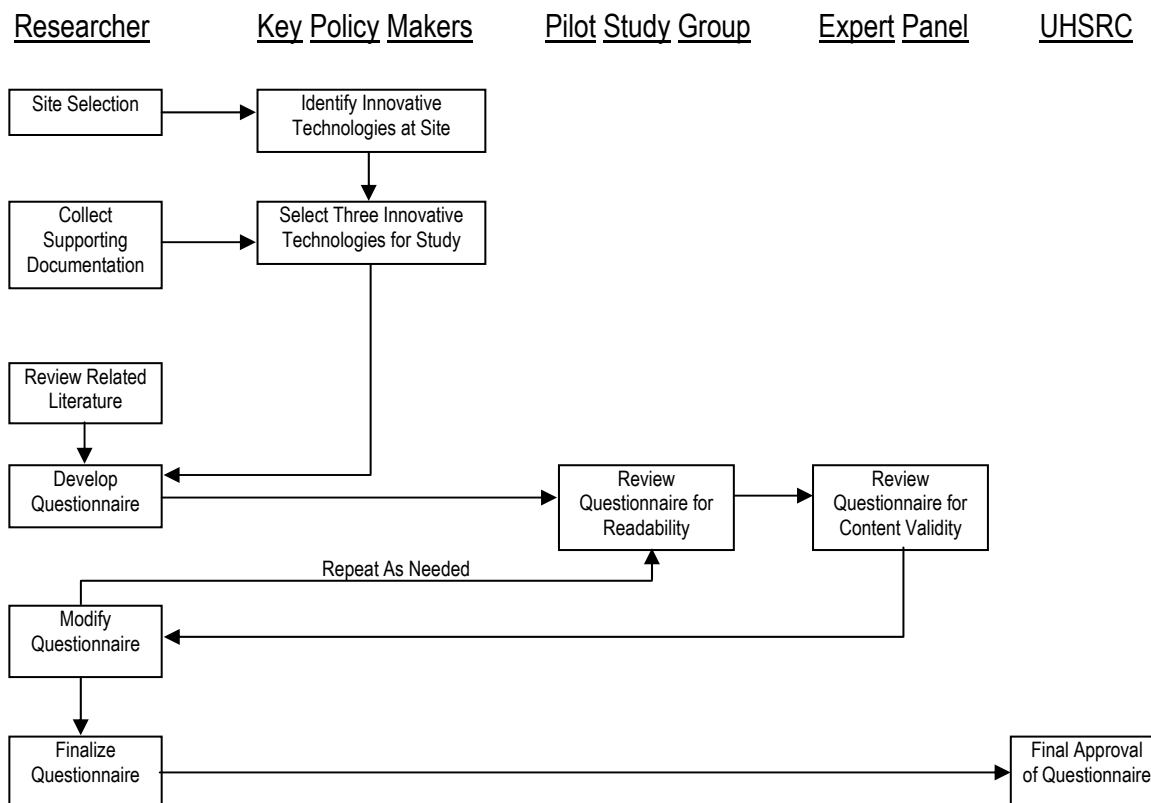 Researcher
Key Policy Makers
Pilot Study Group
Expert Panel
UHSRC
Site Selection
Identify Innovative
Technologies at Site
Collect
Supporting
Documentation
Select Three Innovative
Technologies for Study
Review Related
Literature
Develop
Questionnaire
Review
Questionnaire for
Readability
Review
Questionnaire for
Content Validity
Repeat As Needed
Modify
Questionnaire
Finalize
Questionnaire
Final Approval
of Questionnaire